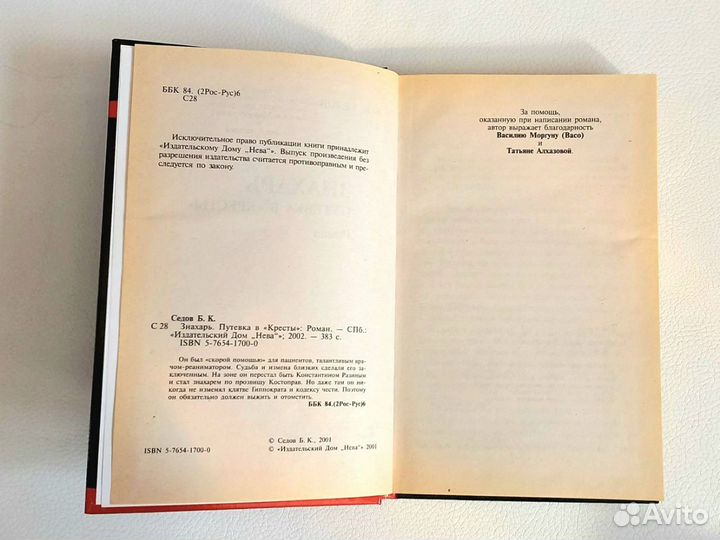 ББК 84. (2Рос-Рус)6
С28
Исключительное право публикации книги принадлежит
«Издательскому Дому „Нева“». Выпуск произведения без
разрешения издательства считается противоправным и пре-
следуется по закону.
Седов Б. К.
С 28 Знахарь. Путевка в «Кресты»: Роман. — СПб.:
«Издательский Дом „Нева“»; 2002. — 383 с.
ISBN 5-7654-1700-0
Он был «скорой помощью» для пациентов, талантливым вра-
чом-реаниматором. Судьба и измена близких сделали его за-
ключенным. На зоне он перестал быть Константином Разиным
и стал знахарем по прозвищу Костоправ. Но даже там он ни-
когда не изменял клятве Гиппократа и кодексу чести. Поэтому
он обязательно должен выжить и отомстить.
ББК 84.(2Рос-Рус)6
© Седов Б. К., 2001
ISBN 5-7654-1700-0 © «Издательский Дом „Нева“» 2001
За помощь,
оказанную при написании романа,
автор выражает благодарность
Василию Моргуну (Васо)
и
Татьяне Алхазовой.
Avito